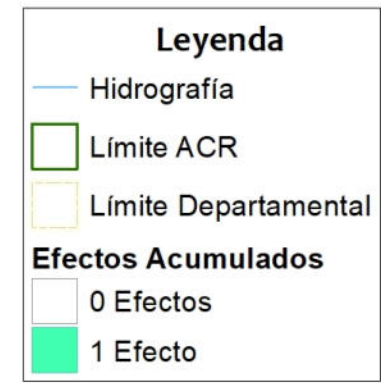 Leyenda
Hidrografía
Límite ACR
Límite Departamental
Efectos Acumulados
0 Efectos
1 Efecto